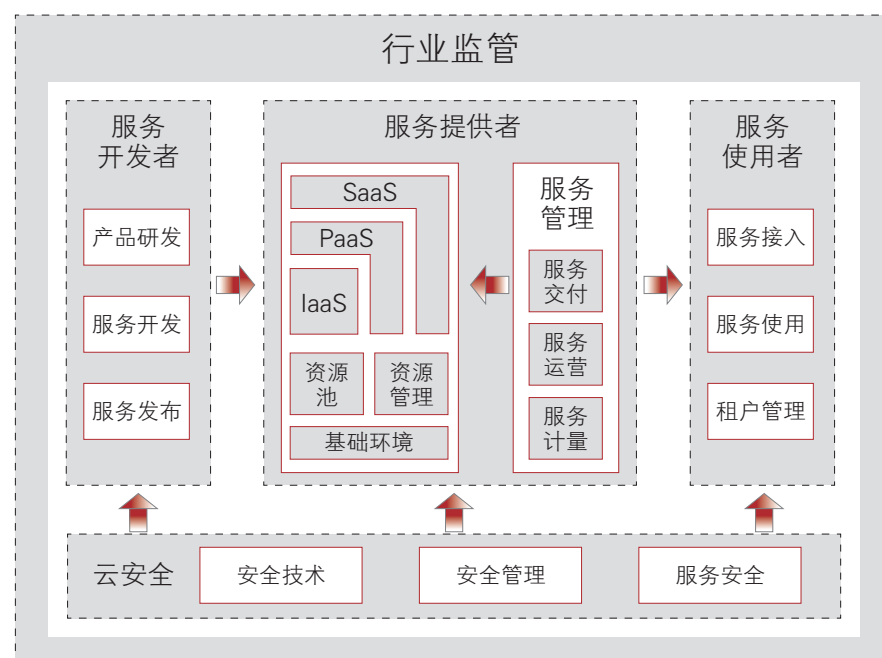 行业监管
服务
开发者
产品研发
服务开发
服务发布
服务提供者
SaaS
PaaS
IaaS
资源
池
资源
管理
基础环境
服务
管理
服务
交付
服务
运营
服务
计量
服务
使用者
服务接入
服务使用
租户管理
云安全
安全技术
安全管理
服务安全